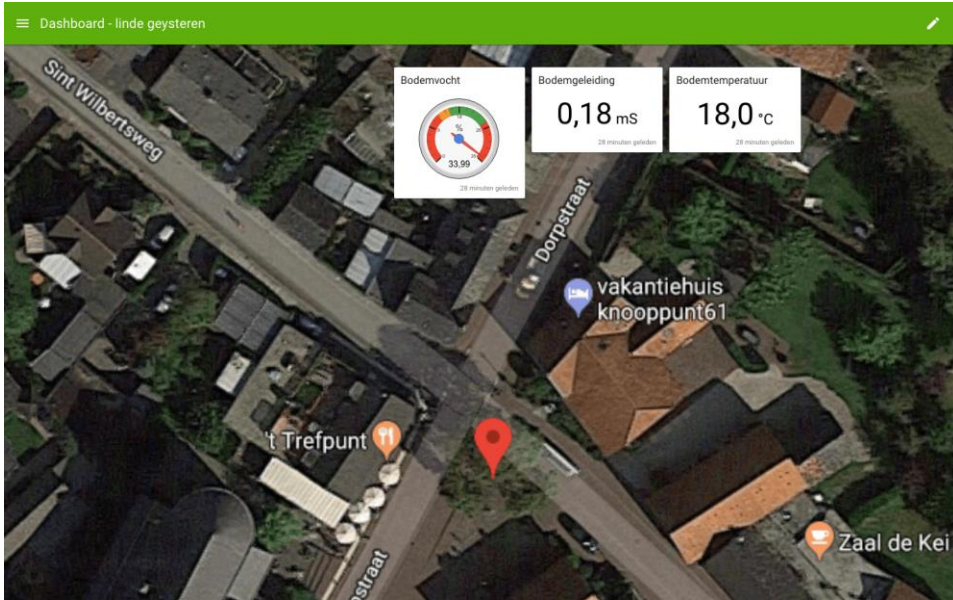 Dashboard - linde geysteren
Bodemvocht
%
33,99
28 minuten geleden
Bodemgeleiding
0,18 mS
28 minuten geleden
Bodemtemperatuur
18,0 °C
28 minuten geleden
Sint Wilbertsweg
Dorpstraat
vakantiehuis
knooppunt61
't Trefpunt
Zaal de Kei